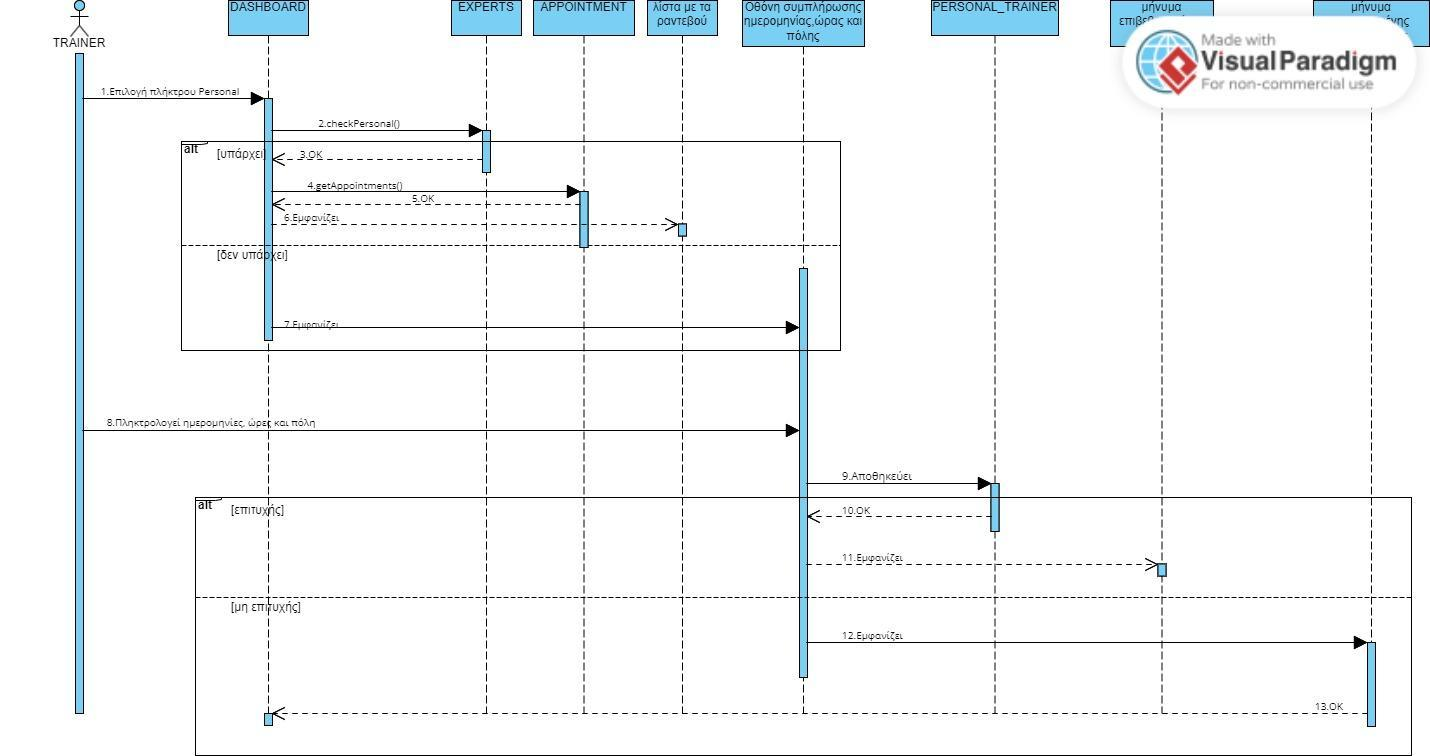 TRAINER
DASHBOARD
EXPERTS
APPOINTMENT
λίστα με τα
ραντεβού
Οθόνη συμπλήρωσης
ημερομηνίας,ώρας και
πόλης
PERSONAL_TRAINER
μήνυμα
μήνυμα
Made with
Visual Paradigm
For non-commercial use
1.Επιλογή πλήκτρου Personal
2.checkPersonal()
alt
[υπάρχει]
3.OK
4.getAppointments()
5.OK
6.Εμφανίζει
[δεν υπάρχει]
7.Εμφανίζει
8.Πληκτρολογεί ημερομηνίες, ώρες και πόλη
9.Αποθηκεύει
alt
[επιτυχής]
10.OK
11.Εμφανίζει
[μη επιτυχής]
12.Εμφανίζει
13.OK